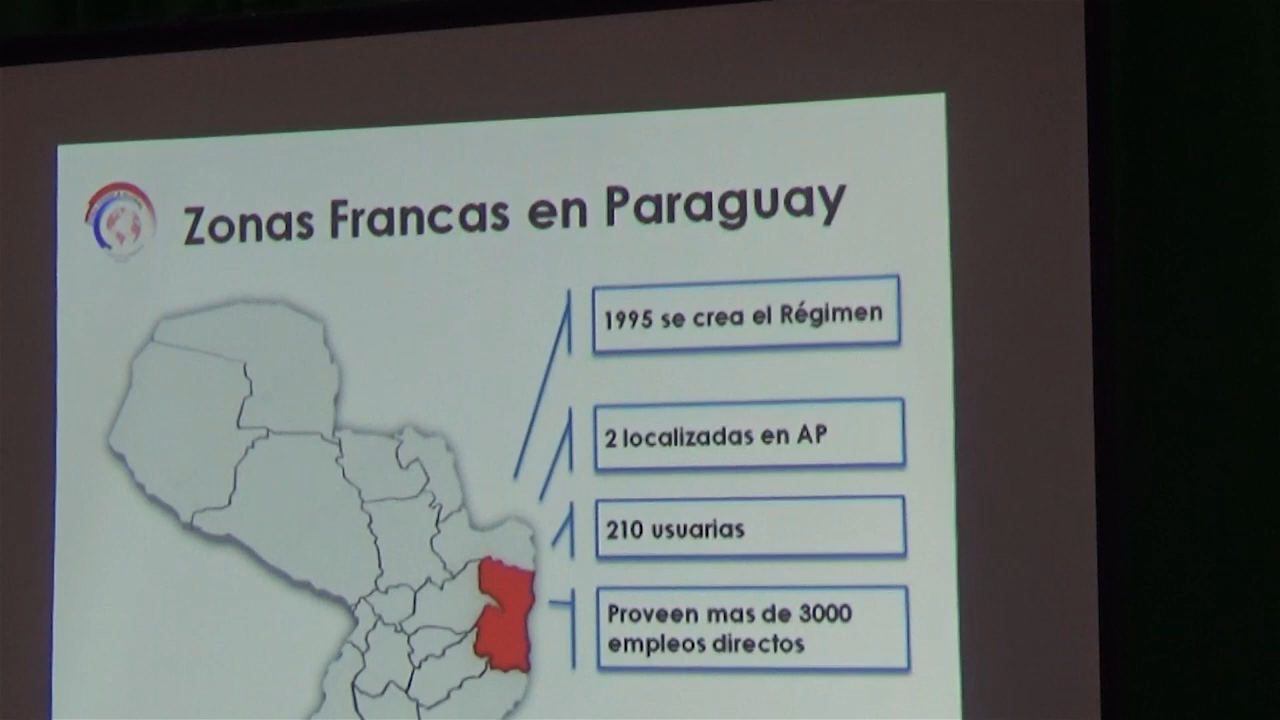 Zonas Francas en Paraguay
1995 se crea el Régimen
2 localizadas en AP
210 usuarias
Proveen mas de 3000
empleos directos